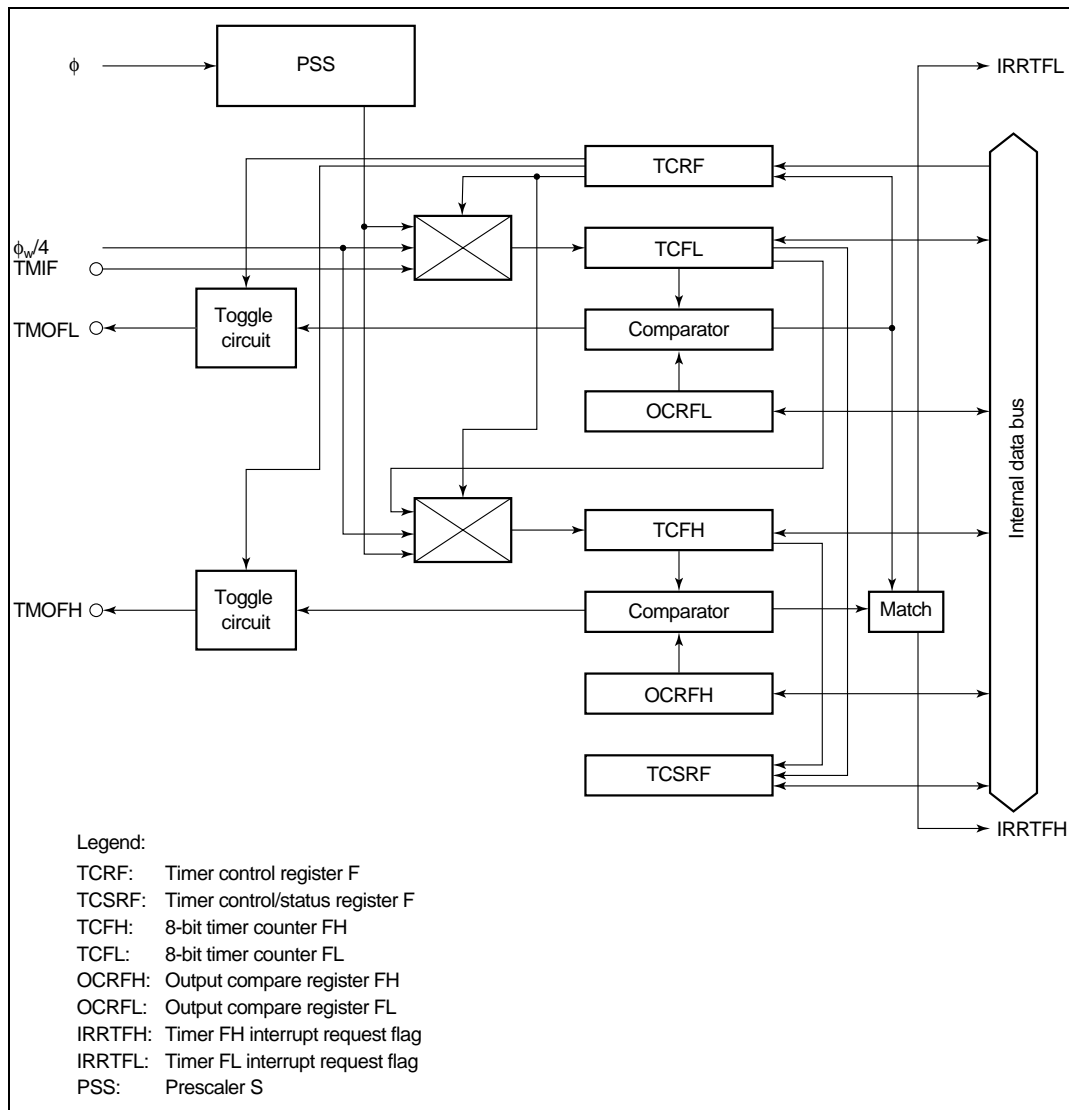 ϕ
PSS
IRRTFL
TCRF
ϕw/4
TMIF
TCFL
TMOFL
Toggle
circuit
Comparator
OCRFL
Internal data bus
TCFH
TMOFH
Toggle
circuit
Comparator
Match
OCRFH
TCSRF
IRRTFH
Legend:
TCRF: Timer control register F
TCSRF: Timer control/status register F
TCFH: 8-bit timer counter FH
TCFL: 8-bit timer counter FL
OCRFH: Output compare register FH
OCRFL: Output compare register FL
IRRTFH: Timer FH interrupt request flag
IRRTFL: Timer FL interrupt request flag
PSS: Prescaler S